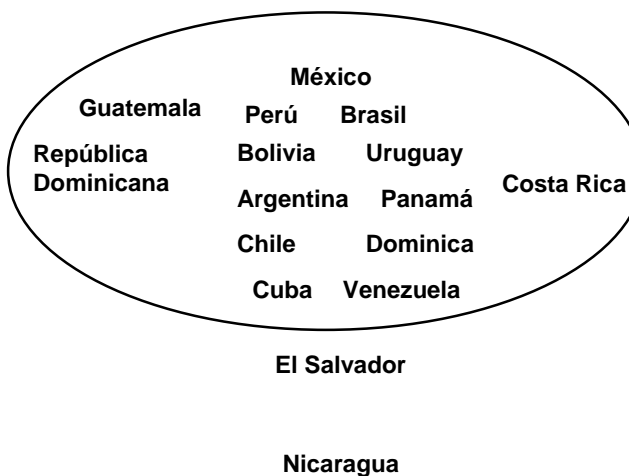 México
Guatemala
Perú Brasil
República
Dominicana
Bolivia Uruguay
Costa Rica
Argentina Panamá
Chile Dominica
Cuba Venezuela
El Salvador
Nicaragua